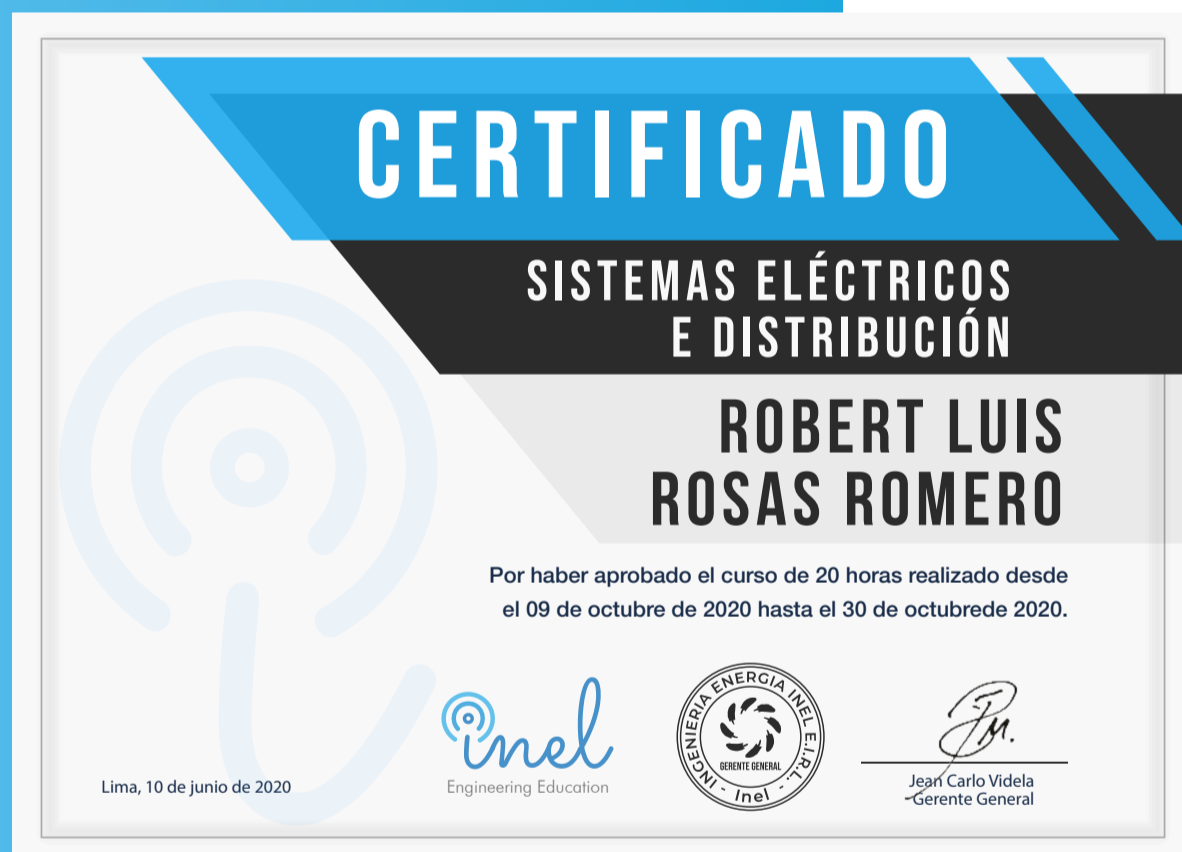 CERTIFICADO
SISTEMAS ELÉCTRICOS
E DISTRIBUCIÓN
ROBERT LUIS
ROSAS ROMERO
Por haber aprobado el curso de 20 horas realizado desde
el 09 de octubre de 2020 hasta el 30 de octubrede 2020.
Lima, 10 de junio de 2020
inel
Engineering Education
INGENIERIA ENERGIA INEL E.I.R.L.
GERENTE GENERAL
- Inel -
Jean Carlo Videla
Gerente General